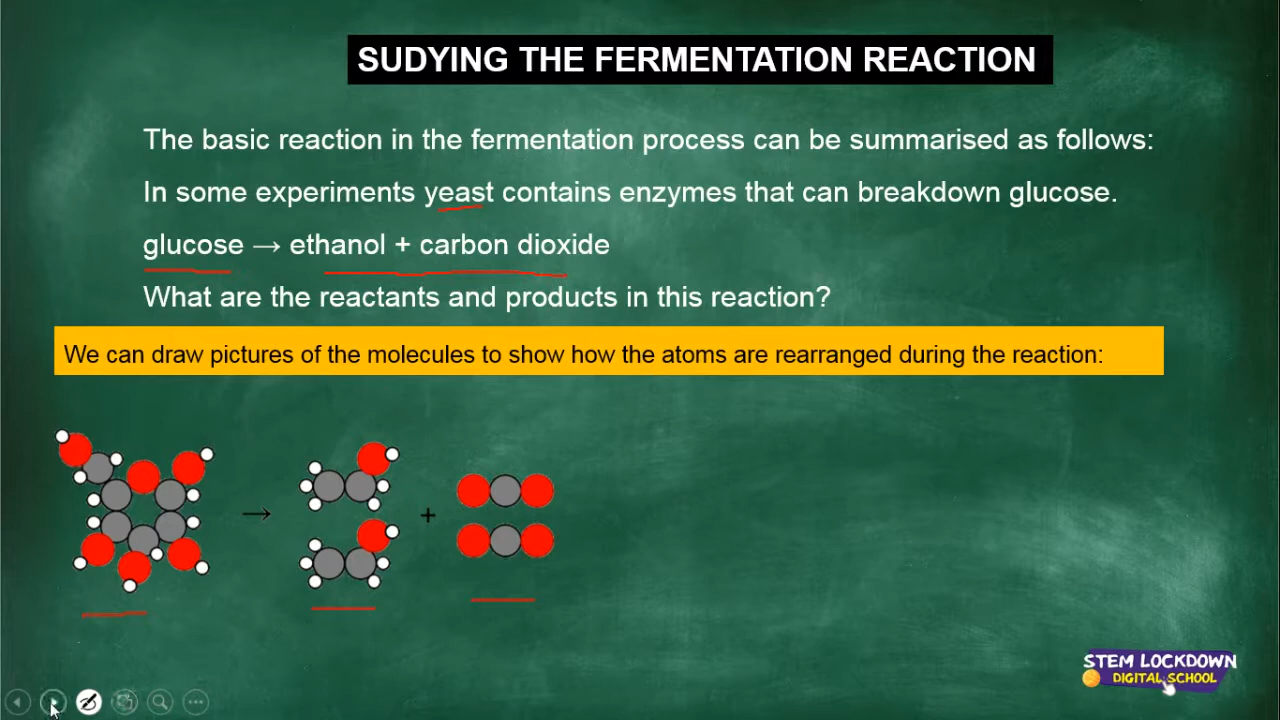 SUDYING THE FERMENTATION REACTION
The basic reaction in the fermentation process can be summarised as follows:
In some experiments yeast contains enzymes that can breakdown glucose.
glucose → ethanol + carbon dioxide
What are the reactants and products in this reaction?
We can draw pictures of the molecules to show how the atoms are rearranged during the reaction:
→ +
STEM LOCKDOWN
DIGITAL SCHOOL